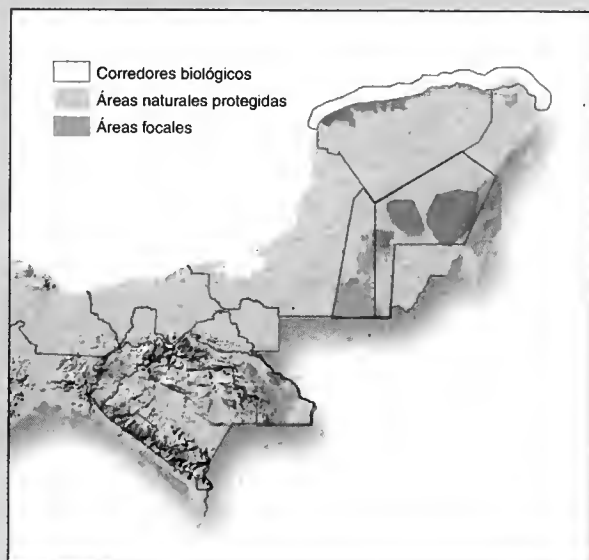 Corredores biológicos
Áreas naturales protegidas
Áreas focales